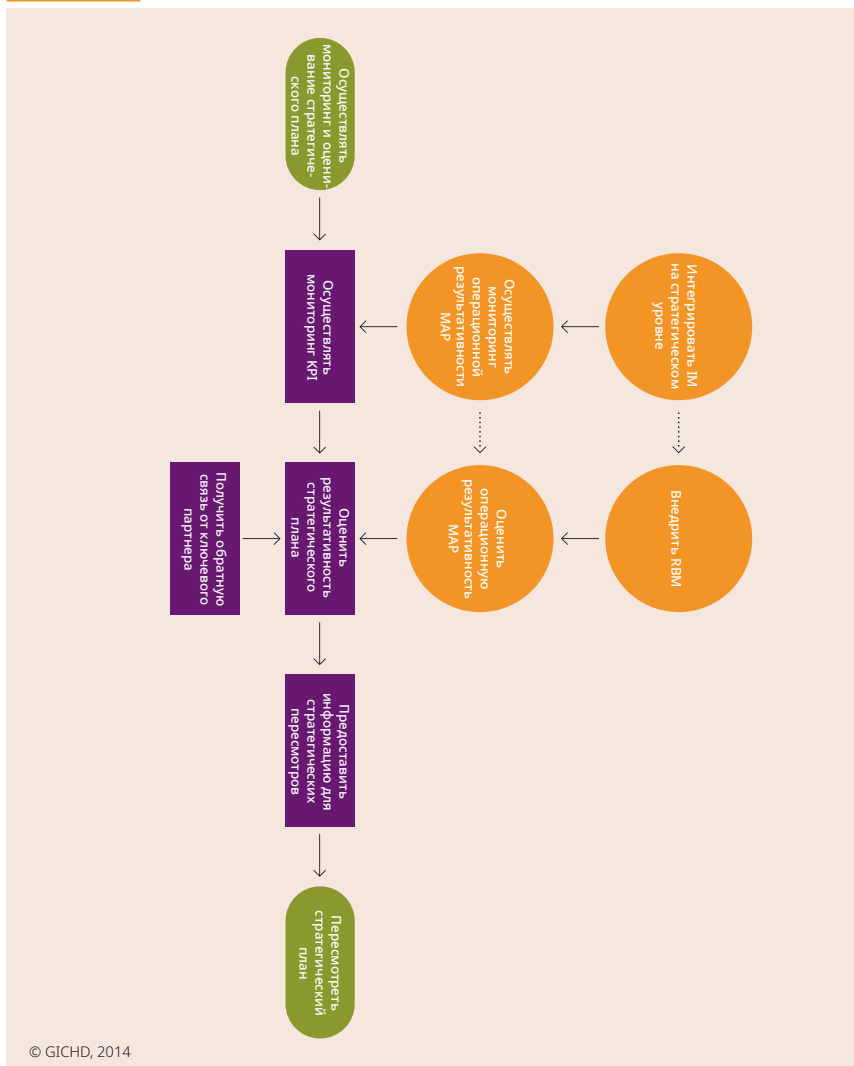 Осуществлять
мониторинг и оцени-
вание стратегиче-
ского плана
Интегрировать IM
на стратегическом
уровне
Осуществлять
мониторинг
операционной
результативности
MAP
Осуществлять
мониторинг KPI
Внедрить RBM
Оценить
операционную
результативность
MAP
Оценить
результативность
стратегического
плана
Получить обратную
связь от ключевого
партнера
Предоставить
информацию для
стратегических
пересмотров
Пересмотреть
стратегический
план
© GICHD, 2014